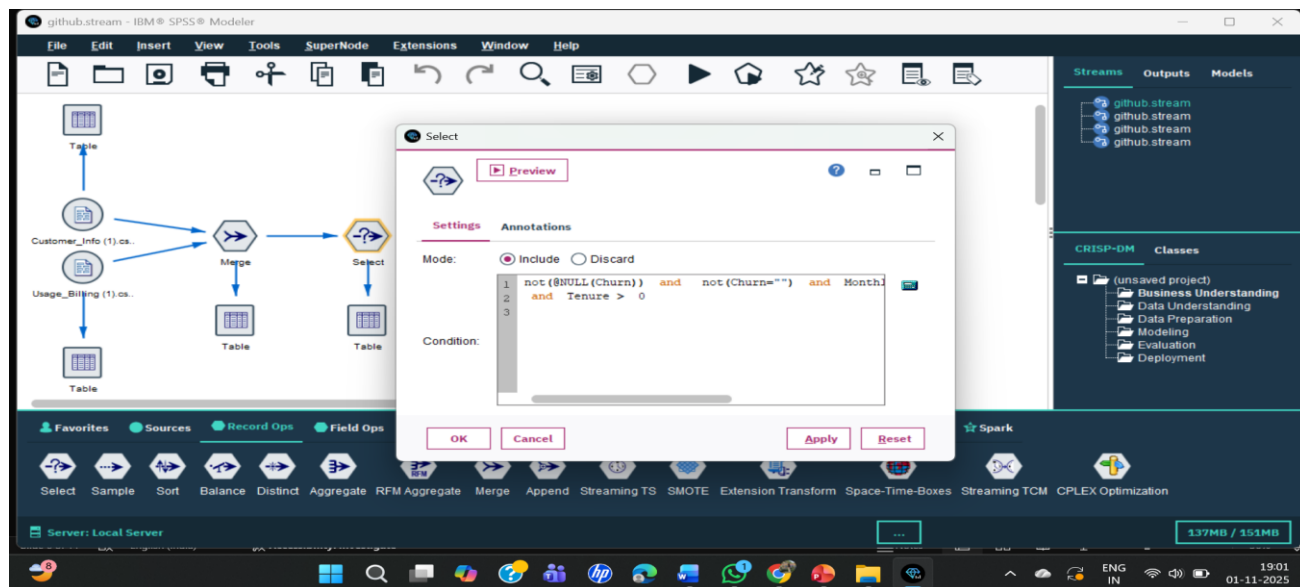 github.stream - IBM® SPSS® Modeler
File Edit Insert View Tools SuperNode Extensions Window Help
Streams Outputs Models
github.stream
github.stream
github.stream
github.stream
Table
Customer_Info (1).cs..
Usage_Billing (1).cs..
Merge
Select
Table
Table
Table
Select
Preview
Settings Annotations
Mode: Include Discard
Condition:
1 not(@NULL(Churn)) and not(Churn="") and Monthl
2 and Tenure > 0
3
OK Cancel Apply Reset
CRISP-DM Classes
(unsaved project)
Business Understanding
Data Understanding
Data Preparation
Modeling
Evaluation
Deployment
Favorites Sources Record Ops Field Ops Spark
Select Sample Sort Balance Distinct Aggregate RFM Aggregate Merge Append Streaming TS SMOTE Extension Transform Space-Time-Boxes Streaming TCM CPLEX Optimization
Server: Local Server
...
137MB / 151MB
8
1
ENG
IN
19:01
01-11-2025